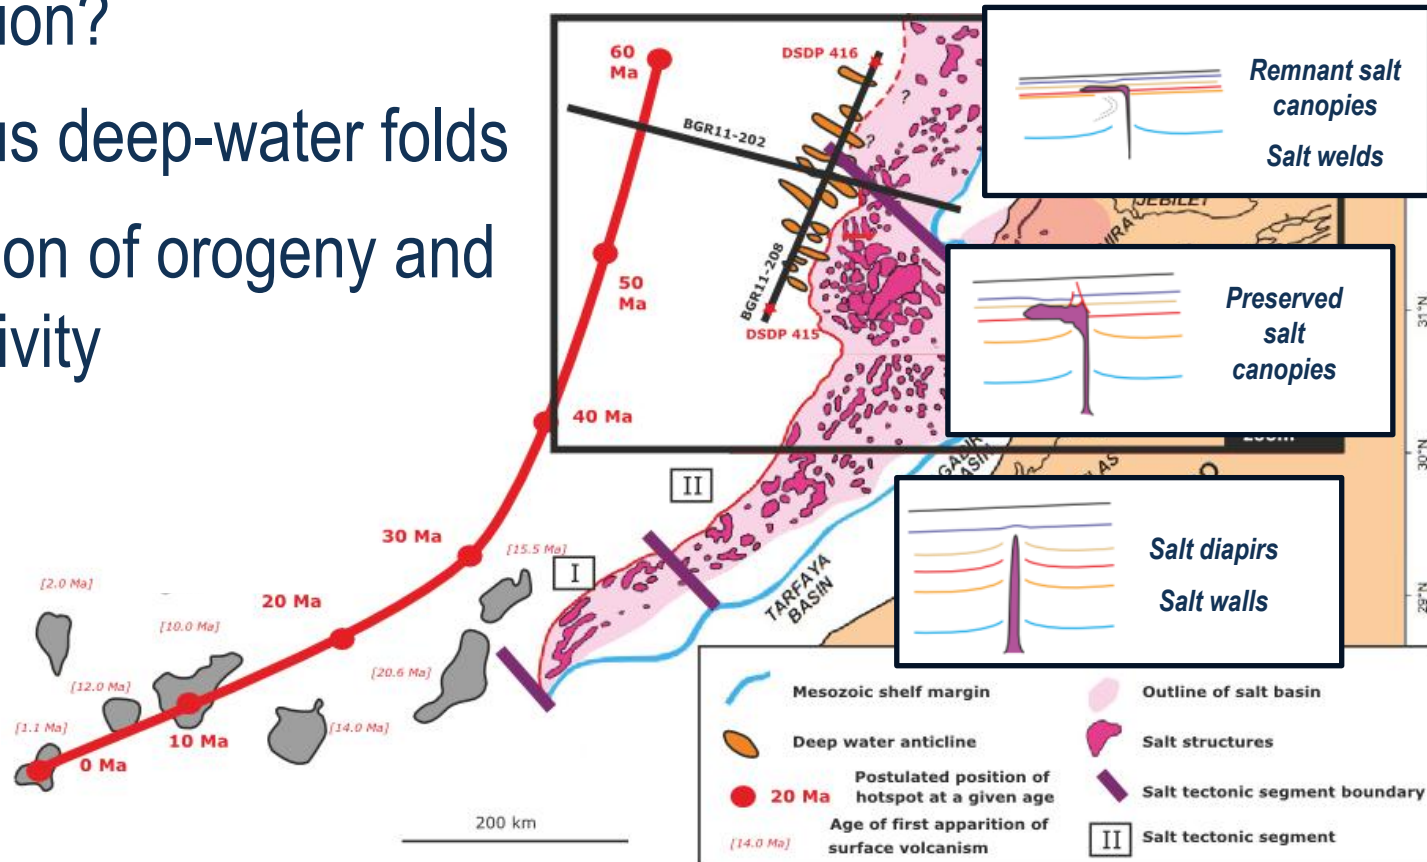 us deep-water folds
on of orogeny and
60
Ma
DSDP 416
BGR11-202
?
?
50
Ma
BGR11-208
DSDP 415
40 Ma
30 Ma
20 Ma
10 Ma
0 Ma
[15.5 Ma]
[2.0 Ma]
[10.0 Ma]
[12.0 Ma]
[1.1 Ma]
[20.6 Ma]
[14.0 Ma]
I
II
TARFAYA
BASIN
JEBILET
31°N
30°N
29°N
Remnant salt
canopies
Salt welds
Preserved
salt
canopies
Salt diapirs
Salt walls
200 km
Mesozoic shelf margin
Deep water anticline
20 Ma
Postulated position of
hotspot at a given age
[14.0 Ma]
Age of first apparition of
surface volcanism
Outline of salt basin
Salt structures
Salt tectonic segment boundary
II
Salt tectonic segment